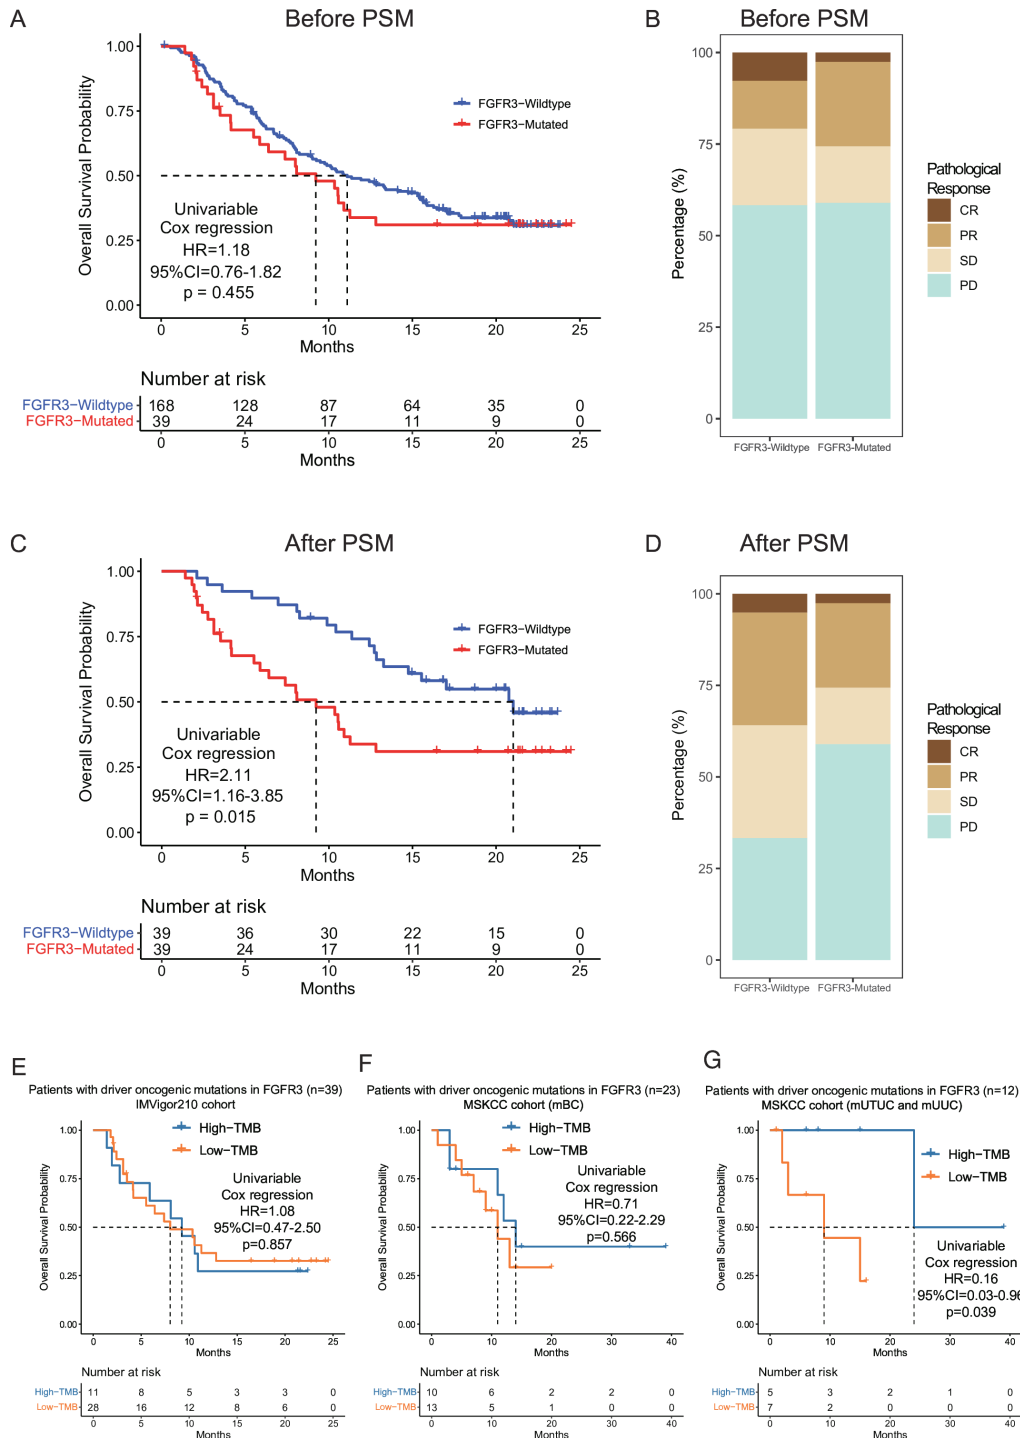 A
Before PSM
1.00
0.75
0.50
0.25
0.00
Overall Survival Probability
FGFR3−Wildtype
FGFR3−Mutated
Univariable
Cox regression
HR=1.18
95%CI=0.76-1.82
p = 0.455
0 5 10 15 20 25
Months
Number at risk
FGFR3−Wildtype 168 128 87 64 35 0
FGFR3−Mutated 39 24 17 11 9 0
0 5 10 15 20 25
Months
B
Before PSM
100
75
50
25
0
Percentage (%)
FGFR3-Wildtype FGFR3-Mutated
Pathological
Response
CR
PR
SD
PD
C
After PSM
1.00
0.75
0.50
0.25
0.00
Overall Survival Probability
FGFR3−Wildtype
FGFR3−Mutated
Univariable
Cox regression
HR=2.11
95%CI=1.16-3.85
p = 0.015
0 5 10 15 20 25
Months
Number at risk
FGFR3−Wildtype 39 36 30 22 15 0
FGFR3−Mutated 39 24 17 11 9 0
0 5 10 15 20 25
Months
D
After PSM
100
75
50
25
0
Percentage (%)
FGFR3-Wildtype FGFR3-Mutated
Pathological
Response
CR
PR
SD
PD
E
Patients with driver oncogenic mutations in FGFR3 (n=39)
IMVigor210 cohort
1.00
0.75
0.50
0.25
0.00
Overall Survival Probability
High-TMB
Low-TMB
Univariable
Cox regression
HR=1.08
95%CI=0.47-2.50
p=0.857
0 5 10 15 20 25
Months
Number at risk
High-TMB 11 8 5 3 3 0
Low-TMB 28 16 12 8 6 0
0 5 10 15 20 25
Months
F
Patients with driver oncogenic mutations in FGFR3 (n=23)
MSKCC cohort (mBC)
1.00
0.75
0.50
0.25
0.00
Overall Survival Probability
High-TMB
Low-TMB
Univariable
Cox regression
HR=0.71
95%CI=0.22-2.29
p=0.566
0 10 20 30 40
Months
Number at risk
High-TMB 10 6 2 2 0
Low-TMB 13 5 1 0 0
0 10 20 30 40
Months
G
Patients with driver oncogenic mutations in FGFR3 (n=12)
MSKCC cohort (mUTUC and mUUC)
1.00
0.75
0.50
0.25
0.00
Overall Survival Probability
High-TMB
Low-TMB
Univariable
Cox regression
HR=0.16
95%CI=0.03-0.96
p=0.039
0 10 20 30 40
Months
Number at risk
High-TMB 5 3 2 1 0
Low-TMB 7 2 0 0 0
0 10 20 30 40
Months